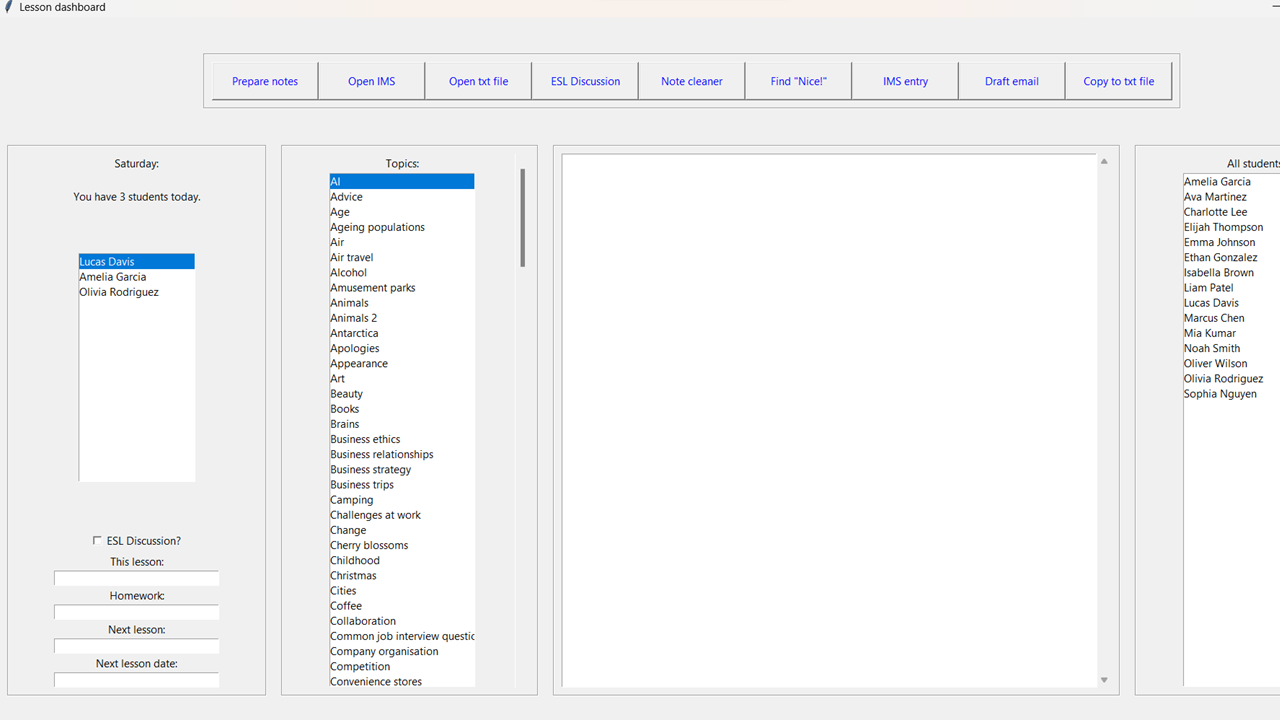 Lesson dashboard
Prepare notes
Open IMS
Open txt file
ESL Discussion
Note cleaner
Find "Nice!"
IMS entry
Draft email
Copy to txt file
Saturday:
You have 3 students today.
Lucas Davis
Amelia Garcia
Olivia Rodriguez
ESL Discussion?
This lesson:
Homework:
Next lesson:
Next lesson date:
Topics:
AI
Advice
Age
Ageing populations
Air
Air travel
Alcohol
Amusement parks
Animals
Animals 2
Antarctica
Apologies
Appearance
Art
Beauty
Books
Brains
Business ethics
Business relationships
Business strategy
Business trips
Camping
Challenges at work
Change
Cherry blossoms
Childhood
Christmas
Cities
Coffee
Collaboration
Common job interview questic
Company organisation
Competition
Convenience stores
All students
Amelia Garcia
Ava Martinez
Charlotte Lee
Elijah Thompson
Emma Johnson
Ethan Gonzalez
Isabella Brown
Liam Patel
Lucas Davis
Marcus Chen
Mia Kumar
Noah Smith
Oliver Wilson
Olivia Rodriguez
Sophia Nguyen